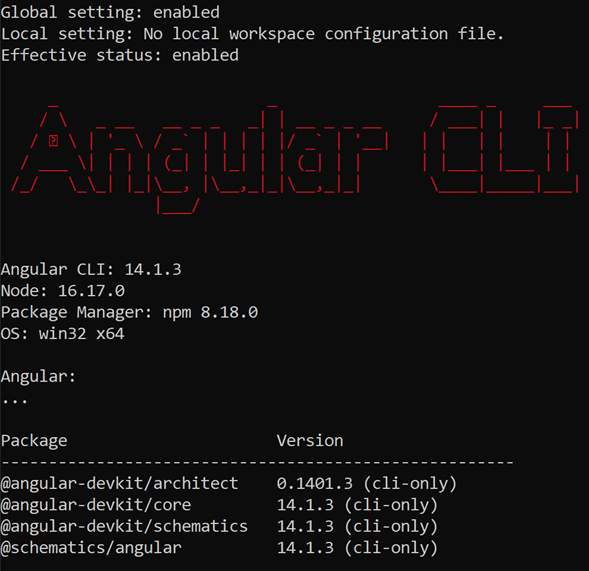 Global setting: enabled
Local setting: No local workspace configuration file.
Effective status: enabled
Angular CLI
Angular CLI: 14.1.3
Node: 16.17.0
Package Manager: npm 8.18.0
OS: win32 x64
Angular:
...
Package Version
------------------------------------------------------
@angular-devkit/architect 0.1401.3 (cli-only)
@angular-devkit/core 14.1.3 (cli-only)
@angular-devkit/schematics 14.1.3 (cli-only)
@schematics/angular 14.1.3 (cli-only)